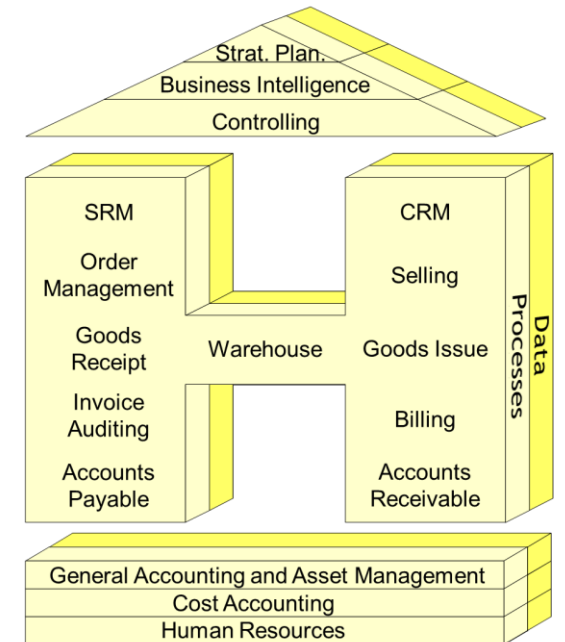 Strat. Plan.
Business Intelligence
Controlling
SRM
Order
Management
Goods
Receipt
Invoice
Auditing
Accounts
Payable
Warehouse
CRM
Selling
Goods Issue
Billing
Accounts
Receivable
Processes
Data
General Accounting and Asset Management
Cost Accounting
Human Resources